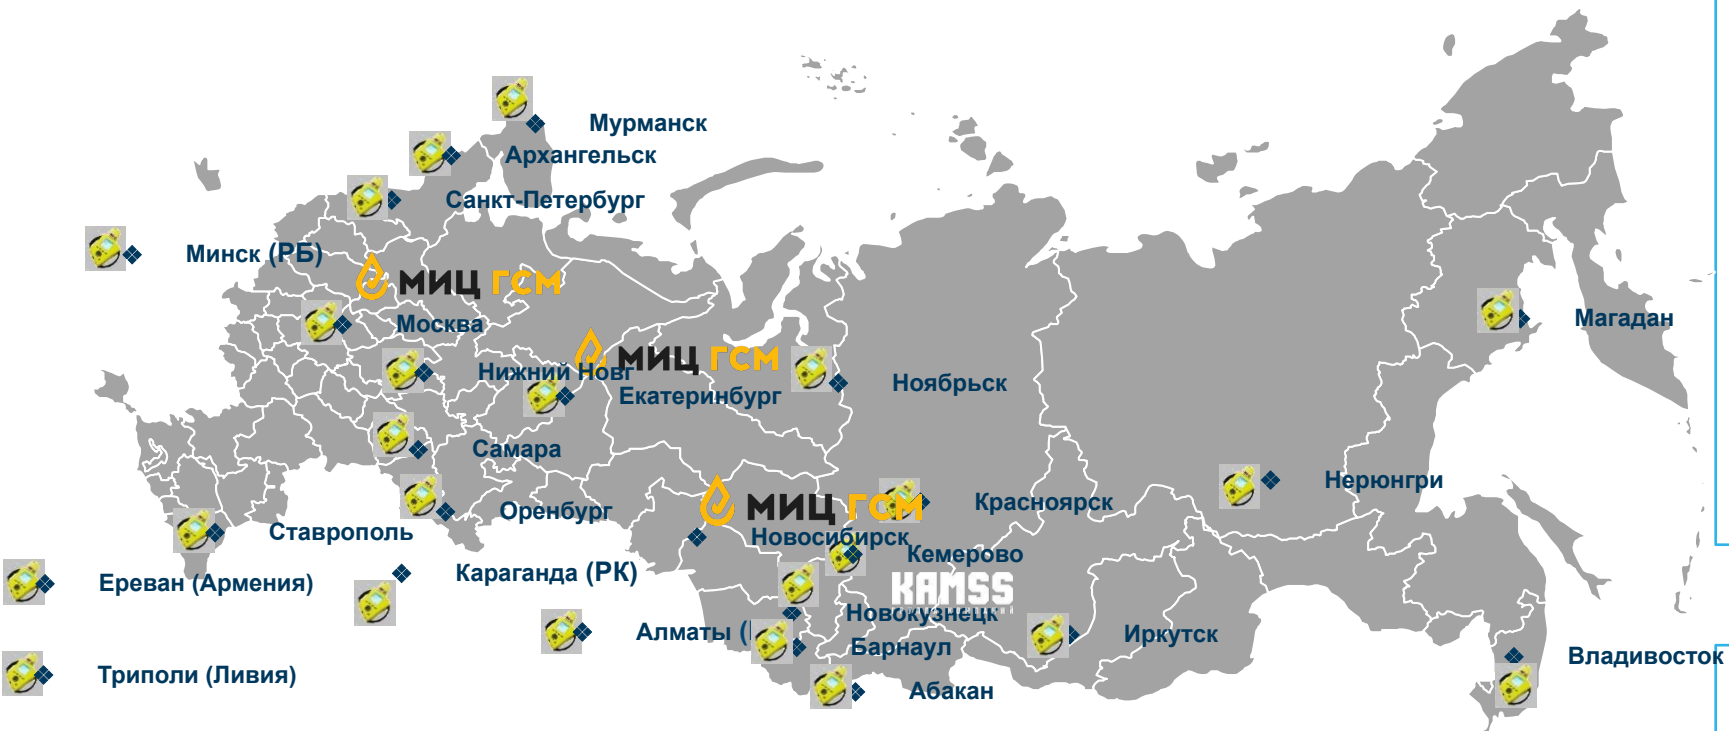 Мурманск
Архангельск
Санкт-Петербург
Минск (РБ)
МИЦ ГСМ
Москва
Магадан
МИЦ ГСМ
Нижний Новг
Ноябрьск
Екатеринбург
Самара
Нерюнгри
Красноярск
МИЦ ГСМ
Оренбург
Ставрополь
Новосибирск
Кемерово
Караганда (РК)
Ереван (Армения)
KAMSS
Новокузнецк
Алматы (
Иркутск
Барнаул
Владивосток
Триполи (Ливия)
Абакан